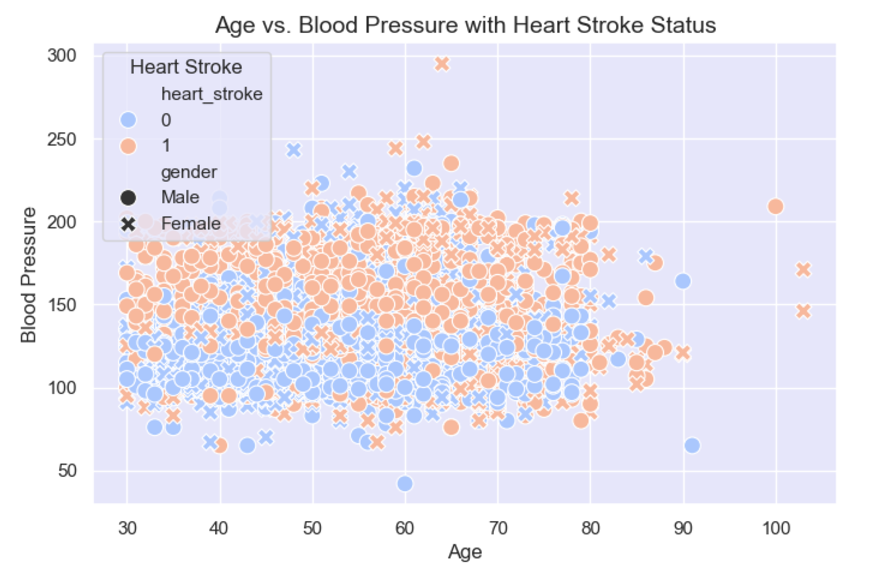 Age vs. Blood Pressure with Heart Stroke Status
300
250
200
150
100
50
Blood Pressure
Heart Stroke
heart_stroke
0
1
gender
Male
Female
30 40 50 60 70 80 90 100
Age